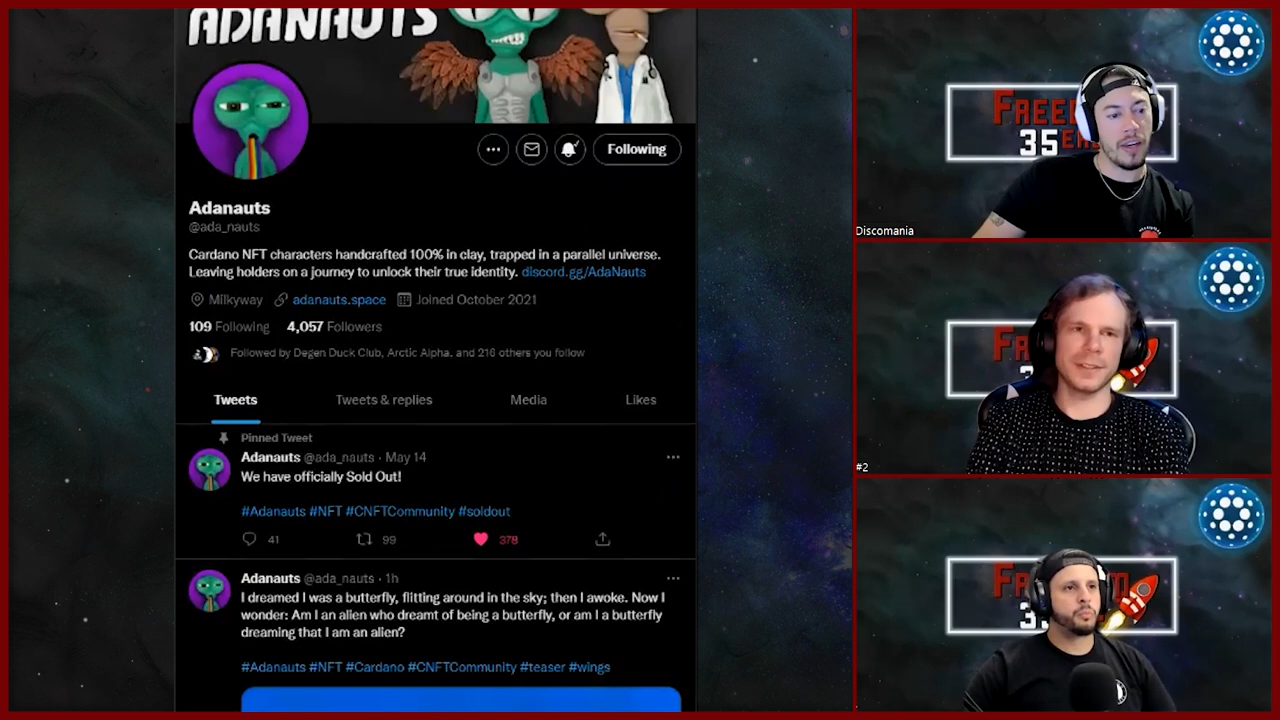 ADANAUTS
Following
Adanauts
@ada_nauts
Cardano NFT characters handcrafted 100% in clay, trapped in a parallel universe.
Leaving holders on a journey to unlock their true identity. discord.gg/AdaNauts
Milkyway adanauts.space Joined October 2021
109 Following 4,057 Followers
Followed by Degen Duck Club, Arctic Alpha, and 216 others you follow
Tweets Tweets & replies Media Likes
Pinned Tweet
Adanauts @ada_nauts · May 14
We have officially Sold Out!
#Adanauts #NFT #CNFTCommunity #soldout
41 99 378
Adanauts @ada_nauts · 1h
I dreamed I was a butterfly, flitting around in the sky; then I awoke. Now I
wonder: Am I an alien who dreamt of being a butterfly, or am I a butterfly
dreaming that I am an alien?
#Adanauts #NFT #Cardano #CNFTCommunity #teaser #wings
35
Discomania
#2